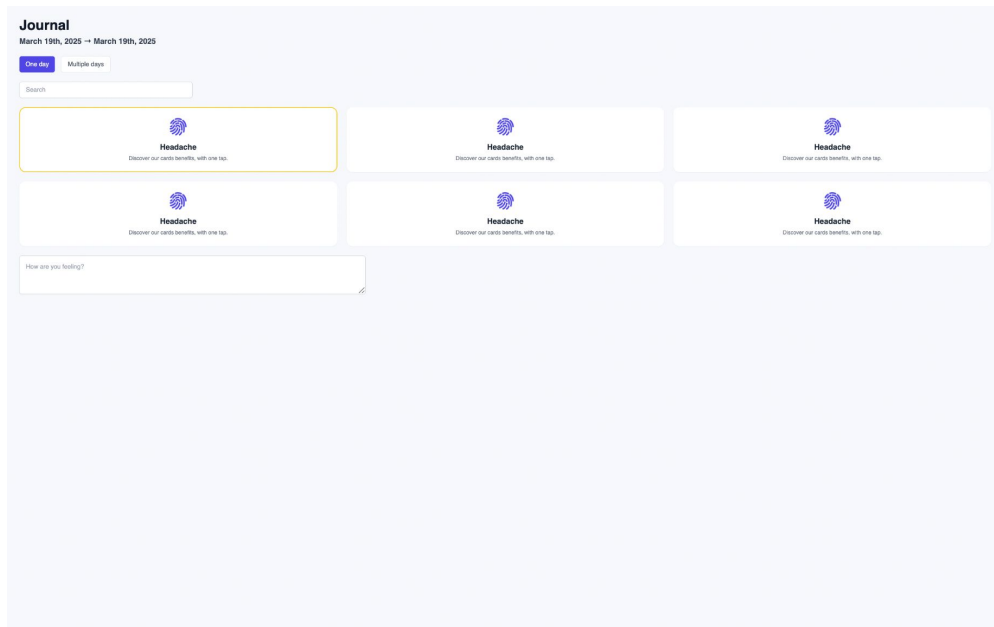 Journal
March 19th, 2025 → March 19th, 2025
One day
Multiple days
Search
Headache
Discover our cards benefits, with one tap.
Headache
Discover our cards benefits, with one tap.
Headache
Discover our cards benefits, with one tap.
Headache
Discover our cards benefits, with one tap.
Headache
Discover our cards benefits, with one tap.
Headache
Discover our cards benefits, with one tap.
How are you feeling?